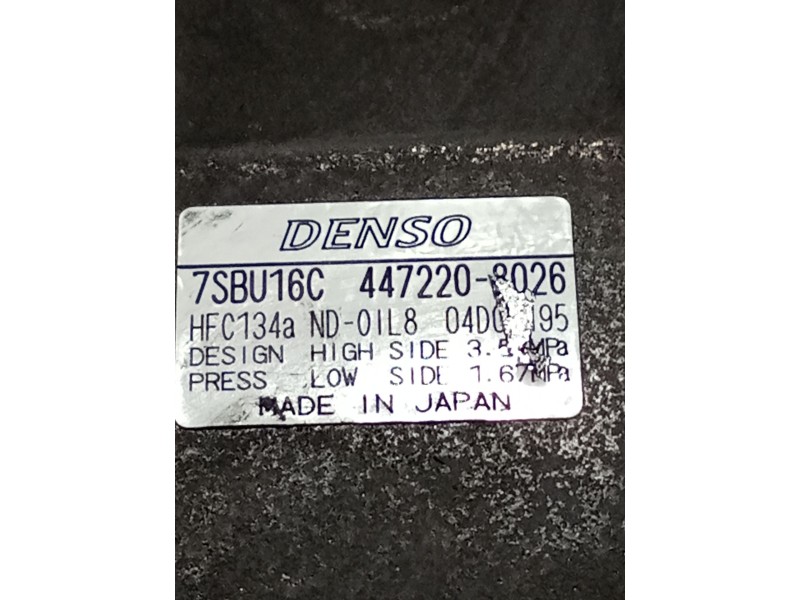 DENSO
7SBU16C 447220-8026
HFC134a ND-OIL8
DESIGN HIGH SIDE
PRESS LOW SIDE 1.67MPa
MADE IN JAPAN